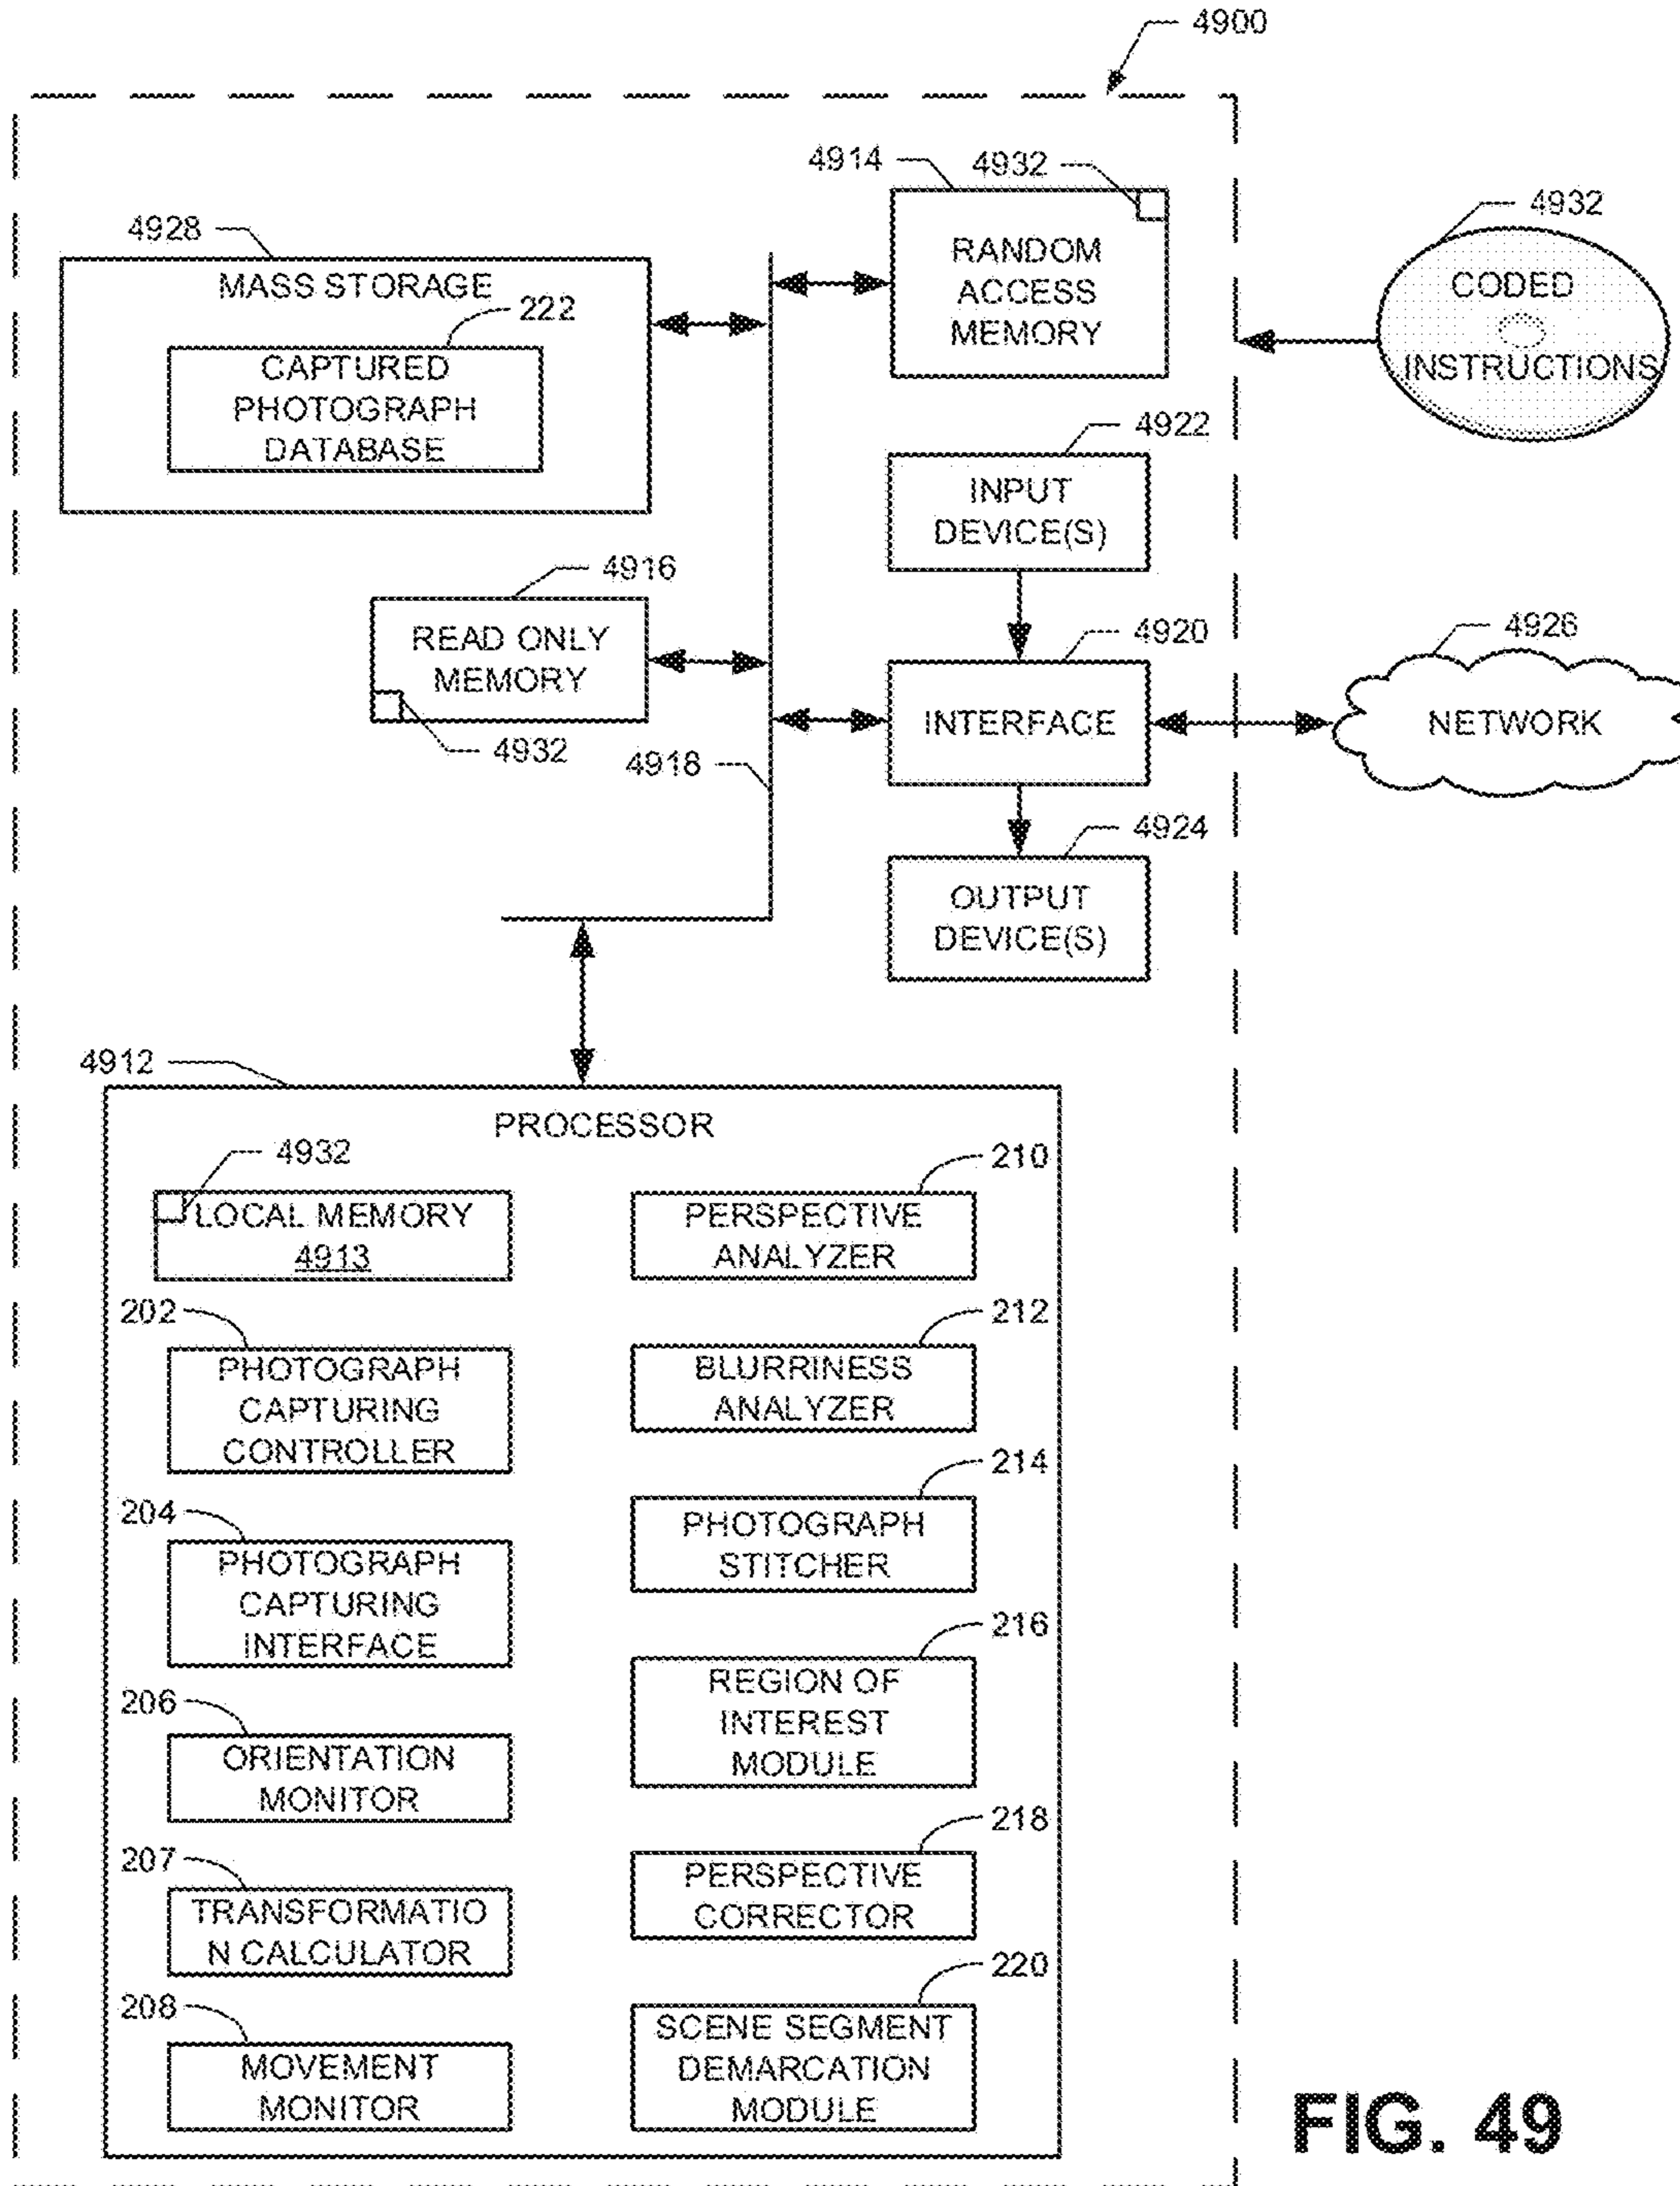 4900
4914
4932
RANDOM
ACCESS
MEMORY
4932
CODED
INSTRUCTIONS
4928
MASS STORAGE
222
CAPTURED
PHOTOGRAPH
DATABASE
4922
INPUT
DEVICE(S)
4916
READ ONLY
MEMORY
4932
4918
4920
INTERFACE
4926
NETWORK
4924
OUTPUT
DEVICE(S)
4912
PROCESSOR
4932
LOCAL MEMORY
4913
202
PHOTOGRAPH
CAPTURING
CONTROLLER
204
PHOTOGRAPH
CAPTURING
INTERFACE
206
ORIENTATION
MONITOR
207
TRANSFORMATIO
N CALCULATOR
208
MOVEMENT
MONITOR
210
PERSPECTIVE
ANALYZER
212
BLURRINESS
ANALYZER
214
PHOTOGRAPH
STITCHER
216
REGION OF
INTEREST
MODULE
218
PERSPECTIVE
CORRECTOR
220
SCENE SEGMENT
DEMARCATION
MODULE
FIG. 49